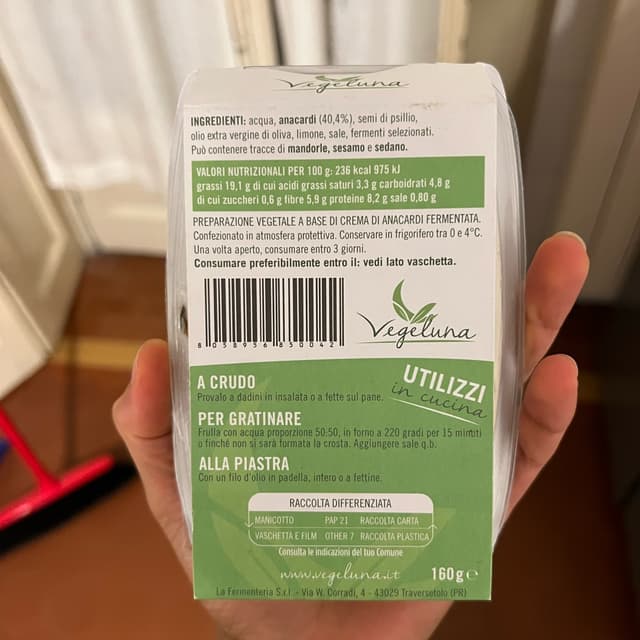 Vegeluna
INGREDIENTI: acqua, anacardi (40,4%), semi di psillio,
olio extra vergine di oliva, limone, sale, fermenti selezionati.
Può contenere tracce di mandorle, sesamo e sedano.
VALORI NUTRIZIONALI PER 100 g: 236 kcal 975 kJ
grassi 19,1 g di cui acidi grassi saturi 3,3 g carboidrati 4,8 g
di cui zuccheri 0,6 g fibre 5,9 g proteine 8,2 g sale 0,80 g
PREPARAZIONE VEGETALE A BASE DI CREMA DI ANACARDI FERMENTATA.
Confezionato in atmosfera protettiva. Conservare in frigorifero tra 0 e 4°C.
Una volta aperto, consumare entro 3 giorni.
Consumare preferibilmente entro il: vedi lato vaschetta.
8 058956 850042
Vegeluna
UTILIZZI
in cucina
A CRUDO
Provalo a dadini in insalata o a fette sul pane.
PER GRATINARE
Frulla con acqua proporzione 50:50, in forno a 220 gradi per 15 minuti
o finché non si sarà formata la crosta. Aggiungere sale q.b.
ALLA PIASTRA
Con un filo d'olio in padella, intero o a fettine.
RACCOLTA DIFFERENZIATA
MANICOTTO PAP 21 RACCOLTA CARTA
VASCHETTA E FILM OTHER 7 RACCOLTA PLASTICA
Consulta le indicazioni del tuo Comune
www.vegeluna.it 160 g e
La Fermenteria S.r.l. - Via W. Corradi, 4 - 43029 Traversetolo (PR)